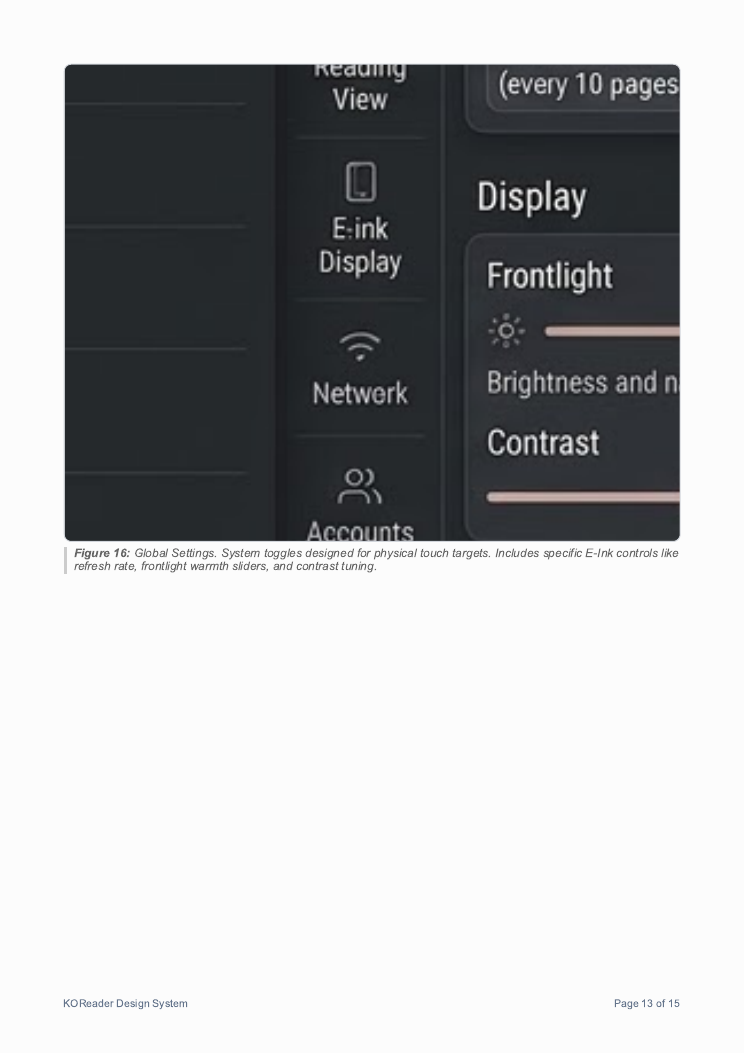 Reading
View
E-ink
Display
Network
Accounts
(every 10 pages
Display
Frontlight
Brightness and n
Contrast
Figure 16: Global Settings. System toggles designed for physical touch targets. Includes specific E-Ink controls like
refresh rate, frontlight warmth sliders, and contrast tuning.
KOReader Design System
Page 13 of 15